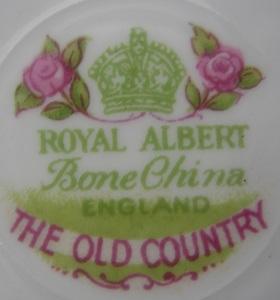 ROYAL ALBERT
Bone China
ENGLAND
THE OLD COUNTRY